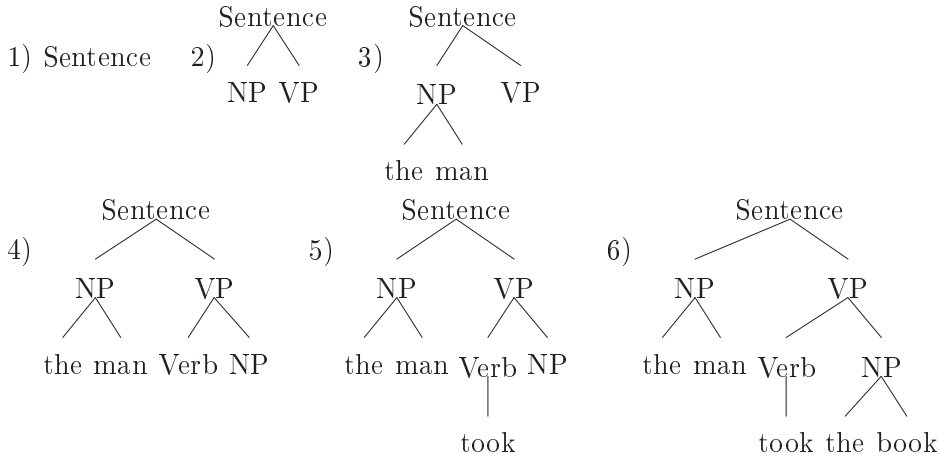 Sentence Sentence
1) Sentence 2) 3)
NP VP NP VP
the man
Sentence Sentence Sentence
4) 5) 6)
NP VP NP VP NP VP
the man Verb NP the man Verb NP the man Verb NP
took took the book